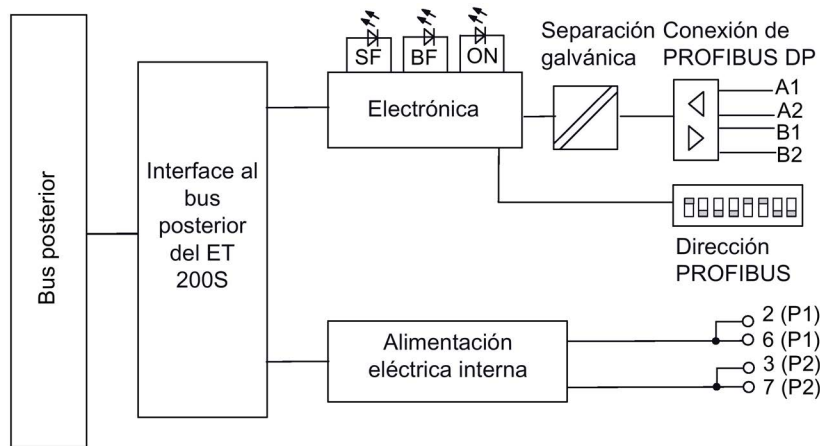 Bus posterior
Interface al
bus
posterior
del ET
200S
SF
BF
ON
Electrónica
Separación
galvánica
Conexión de
PROFIBUS DP
A1
A2
B1
B2
Dirección
PROFIBUS
Alimentación
eléctrica interna
2 (P1)
6 (P1)
3 (P2)
7 (P2)